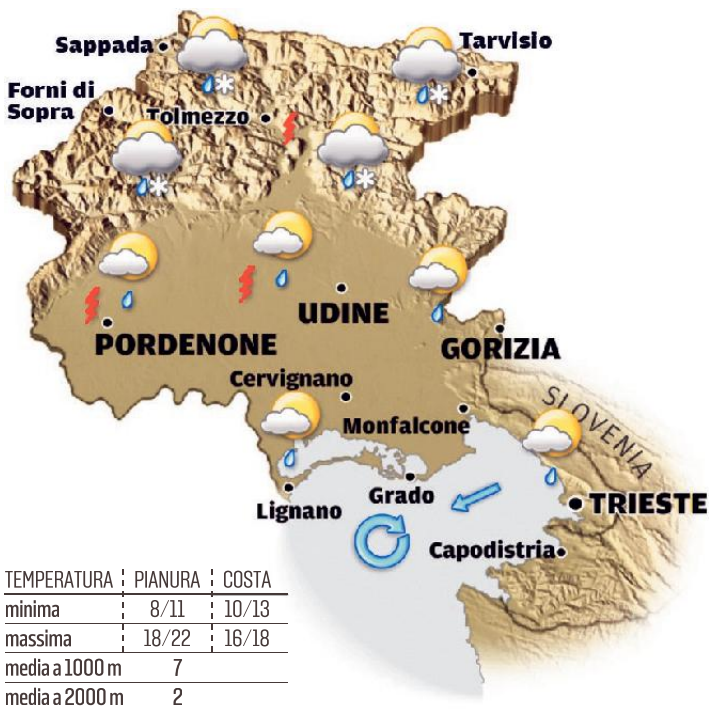 Sappada
Tarvisio
Forni di
Sopra
Tolmezzo
UDINE
PORDENONE
GORIZIA
Cervignano
Monfalcone
SLOVENIA
Lignano
Grado
TRIESTE
Capodistria
TEMPERATURA PIANURA COSTA
minima 8/11 10/13
massima 18/22 16/18
media a 1000 m 7
media a 2000 m 2